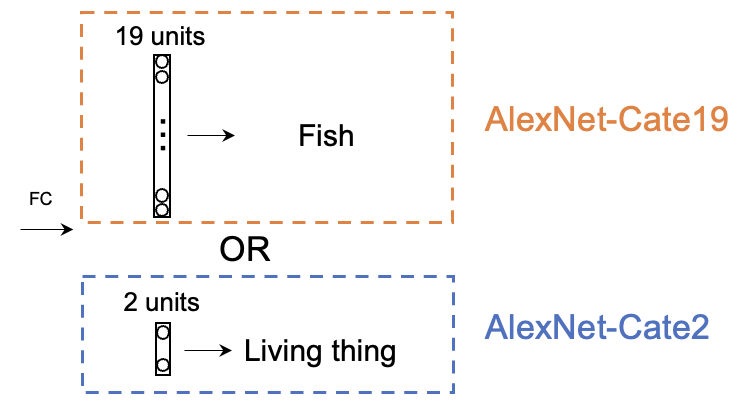 19 units
Fish
AlexNet-Cate19
FC
OR
2 units
Living thing
AlexNet-Cate2